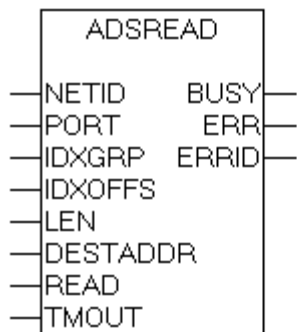 ADSREAD
NETID BUSY
PORT ERR
IDXGRP ERRID
IDXOFFS
LEN
DESTADDR
READ
TMOUT